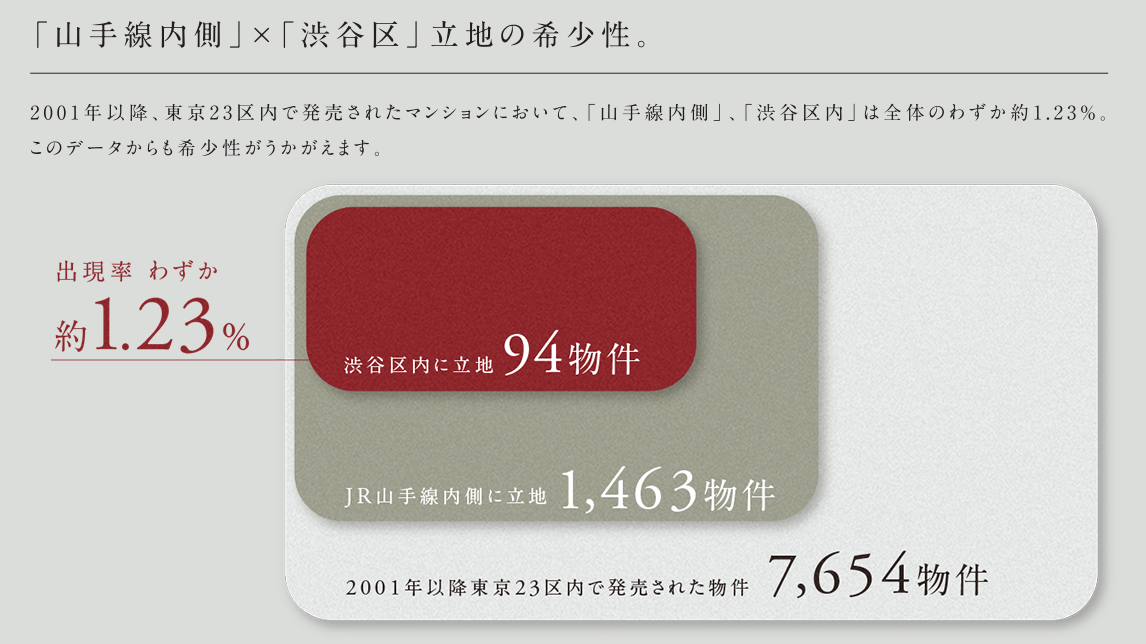 「山手線内側」×「渋谷区」立地の希少性。
2001年以降、東京23区内で発売されたマンションにおいて、「山手線内側」、「渋谷区内」は全体のわずか約1.23%。
このデータからも希少性がうかがえます。
出現率 わずか
約1.23%
渋谷区内に立地 94物件
JR山手線内側に立地 1,463物件
2001年以降東京23区内で発売された物件 7,654物件